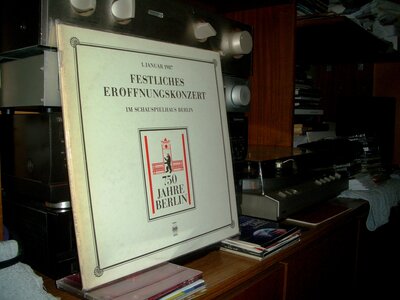 1. JANUAR 1987
FESTLICHES
ERÖFFNUNGSKONZERT
IM SCHAUSPIELHAUS BERLIN
750
JAHRE
BERLIN